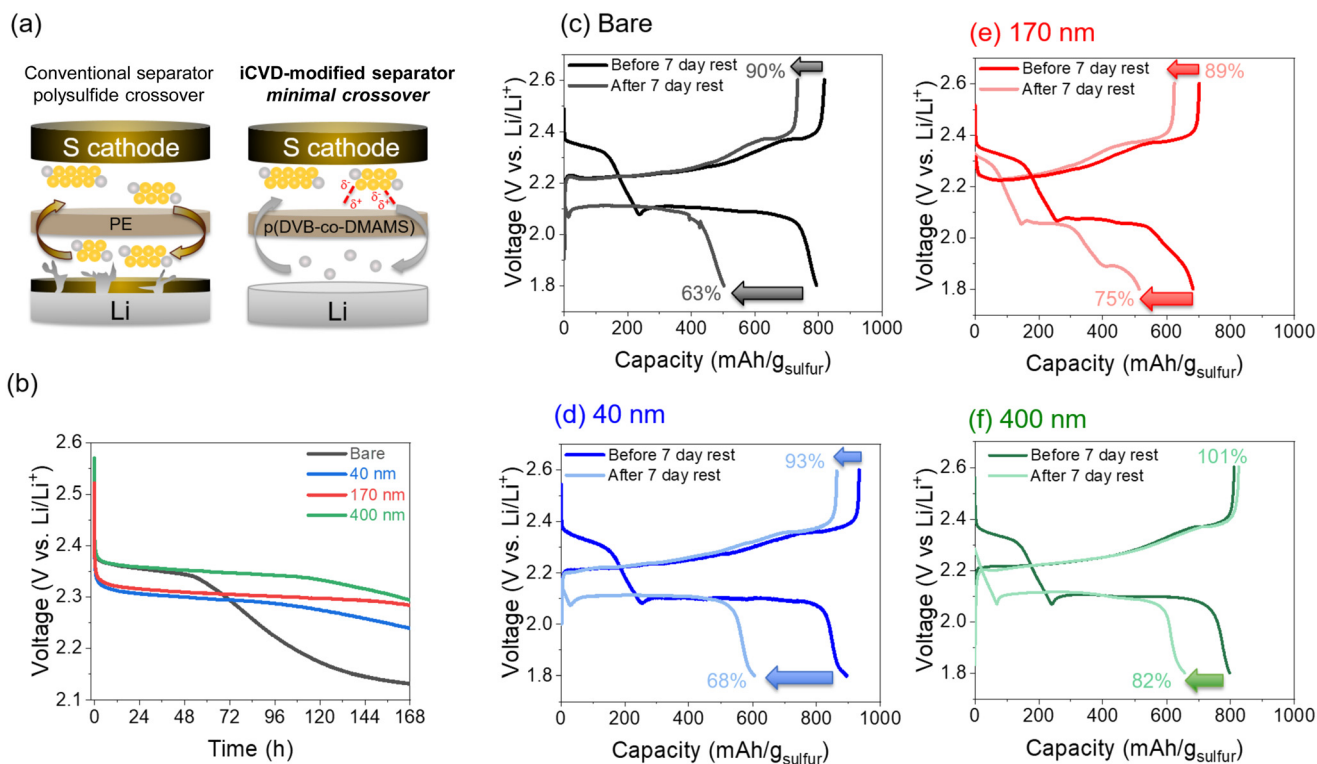 (a)
Conventional separator
polysulfide crossover
S cathode
PE
Li
iCVD-modified separator
minimal crossover
S cathode
δ-
δ+
δ-
δ+
p(DVB-co-DMAMS)
Li
(b)
2.6
2.5
2.4
2.3
2.2
2.1
Voltage (V vs. Li/Li+)
Bare
40 nm
170 nm
400 nm
0 24 48 72 96 120 144 168
Time (h)
(c) Bare
Before 7 day rest
After 7 day rest
90%
63%
2.6
2.4
2.2
2.0
1.8
Voltage (V vs. Li/Li+)
0 200 400 600 800 1000
Capacity (mAh/gsulfur)
(d) 40 nm
Before 7 day rest
After 7 day rest
93%
68%
2.6
2.4
2.2
2.0
1.8
Voltage (V vs. Li/Li+)
0 200 400 600 800 1000
Capacity (mAh/gsulfur)
(e) 170 nm
Before 7 day rest
After 7 day rest
89%
75%
2.6
2.4
2.2
2.0
1.8
Voltage (V vs. Li/Li+)
0 200 400 600 800 1000
Capacity (mAh/gsulfur)
(f) 400 nm
Before 7 day rest
After 7 day rest
101%
82%
2.6
2.4
2.2
2.0
1.8
Voltage (V vs Li/Li+)
0 200 400 600 800 1000
Capacity (mAh/gsulfur)